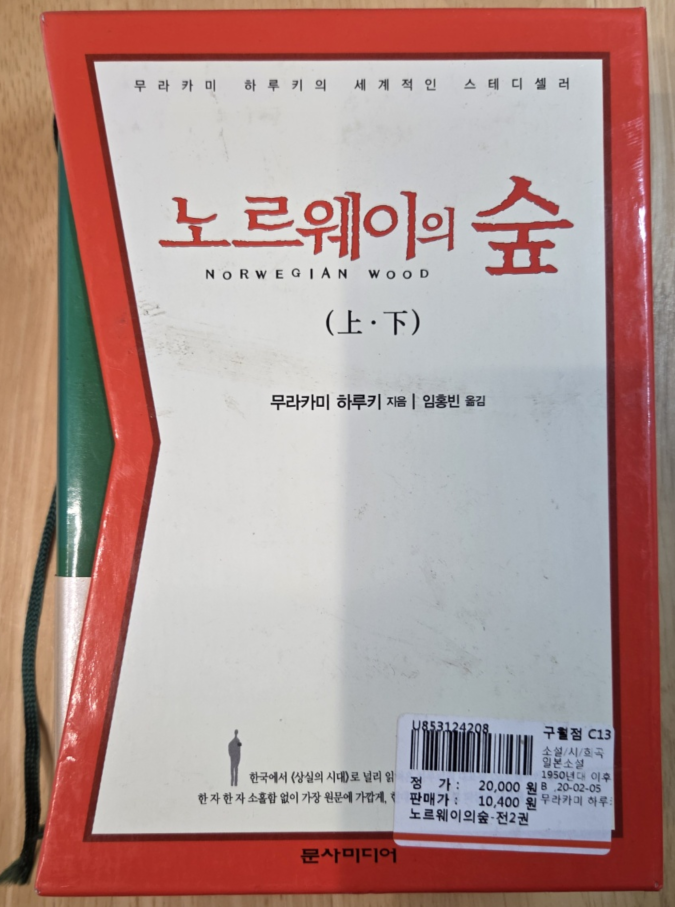 무라카미 하루키의 세계적인 스테디셀러
노르웨이의 숲
NORWEGIAN WOOD
(上·下)
무라카미 하루키 지음 | 임홍빈 옮김
한국에서 《상실의 시대》로 널리
한 자 한 자 소홀함 없이 가장 원문에 가깝게,
문사미디어
U853124208
정 가 : 20,000 원
판매가 : 10,400 원
노르웨이의숲-전2권
구월점 C13
소설/시/희곡
일본소설
1950년대 이후
B .20-02-05
무라카미 하루